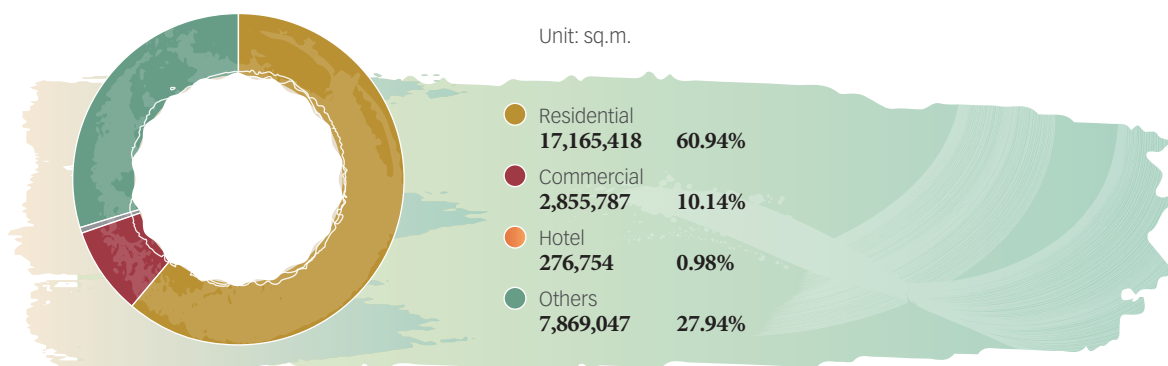 Unit: sq.m.
Residential
17,165,418 60.94%
Commercial
2,855,787 10.14%
Hotel
276,754 0.98%
Others
7,869,047 27.94%